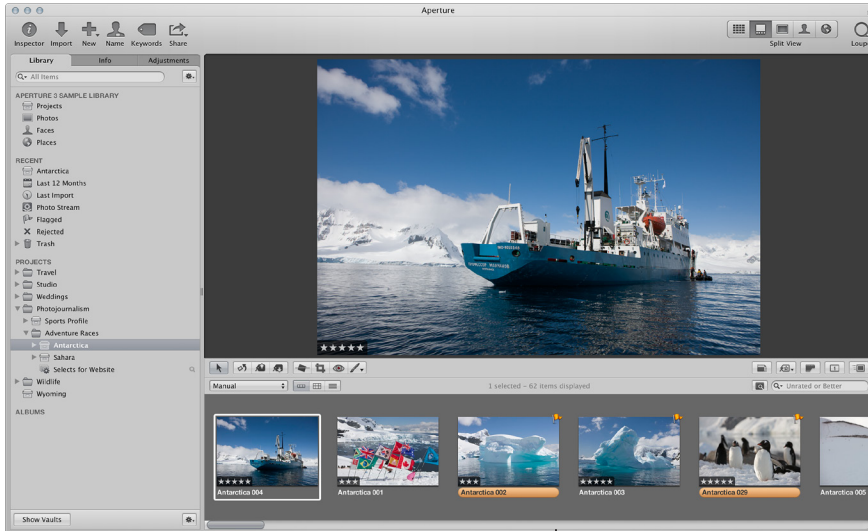 Aperture
Inspector Import New Name Keywords Share
Split View
Loupe
Library Info Adjustments
All Items
APERTURE 3 SAMPLE LIBRARY
Projects
Photos
Faces
Places
RECENT
Antarctica
Last 12 Months
Last Import
Photo Stream
Flagged
Rejected
Trash
PROJECTS
Travel
Studio
Weddings
Photojournalism
Sports Profile
Adventure Races
Antarctica
Sahara
Selects for Website
Wildlife
Wyoming
ALBUMS
Show Vaults
Manual
1 selected – 62 items displayed
Unrated or Better
Antarctica 004
Antarctica 001
Antarctica 002
Antarctica 003
Antarctica 029
Antarctica 005